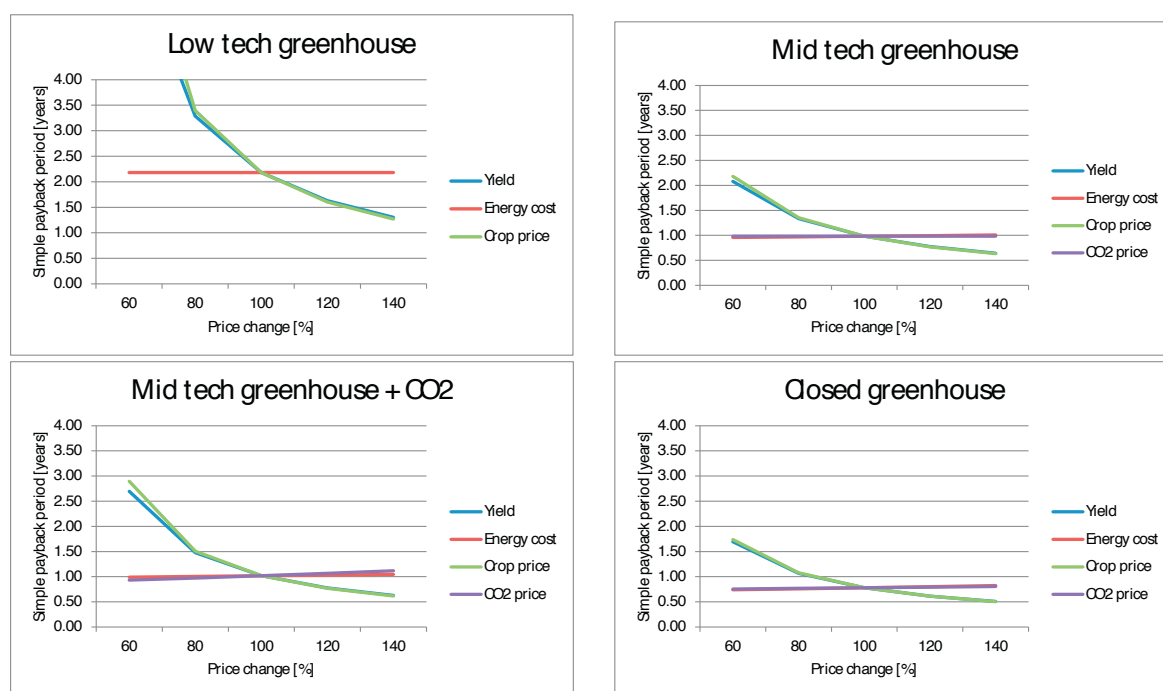 Low tech greenhouse
Simple payback period [years]
4.00
3.50
3.00
2.50
2.00
1.50
1.00
0.50
0.00
60 80 100 120 140
Price change [%]
Yield
Energy cost
Crop price
Mid tech greenhouse
Simple payback period [years]
4.00
3.50
3.00
2.50
2.00
1.50
1.00
0.50
0.00
60 80 100 120 140
Price change [%]
Yield
Energy cost
Crop price
CO2 price
Mid tech greenhouse + CO2
Simple payback period [years]
4.00
3.50
3.00
2.50
2.00
1.50
1.00
0.50
0.00
60 80 100 120 140
Price change [%]
Yield
Energy cost
Crop price
CO2 price
Closed greenhouse
Simple payback period [years]
4.00
3.50
3.00
2.50
2.00
1.50
1.00
0.50
0.00
60 80 100 120 140
Price change [%]
Yield
Energy cost
Crop price
CO2 price